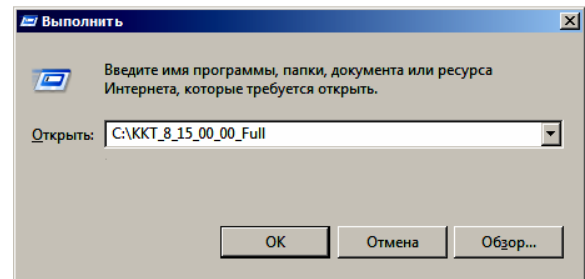 Выполнить
Введите имя программы, папки, документа или ресурса
Интернета, которые требуется открыть.
Открыть: C:\KKT_8_15_00_00_Full
OK Отмена Обзор...